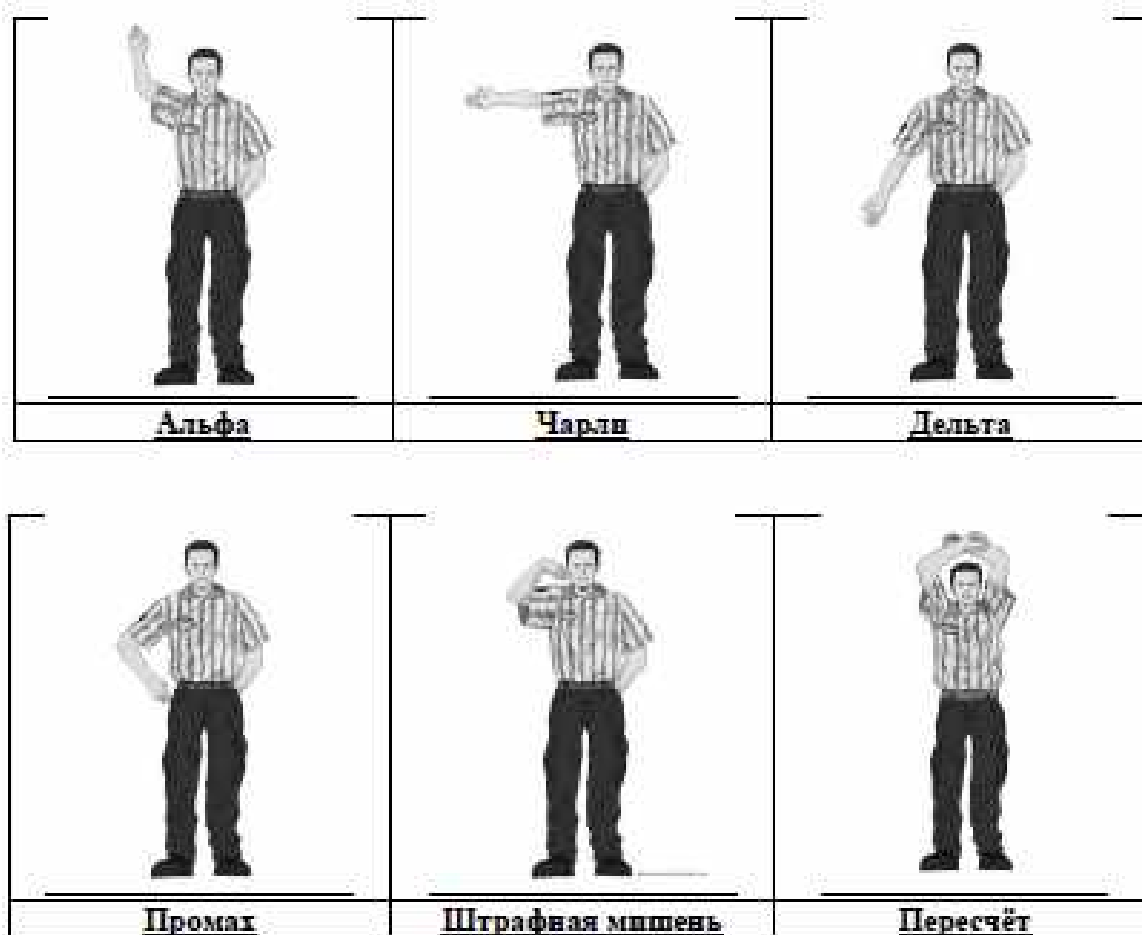 Альфа
Чарли
Дельта
Промах
Штрафная мишень
Пересчёт